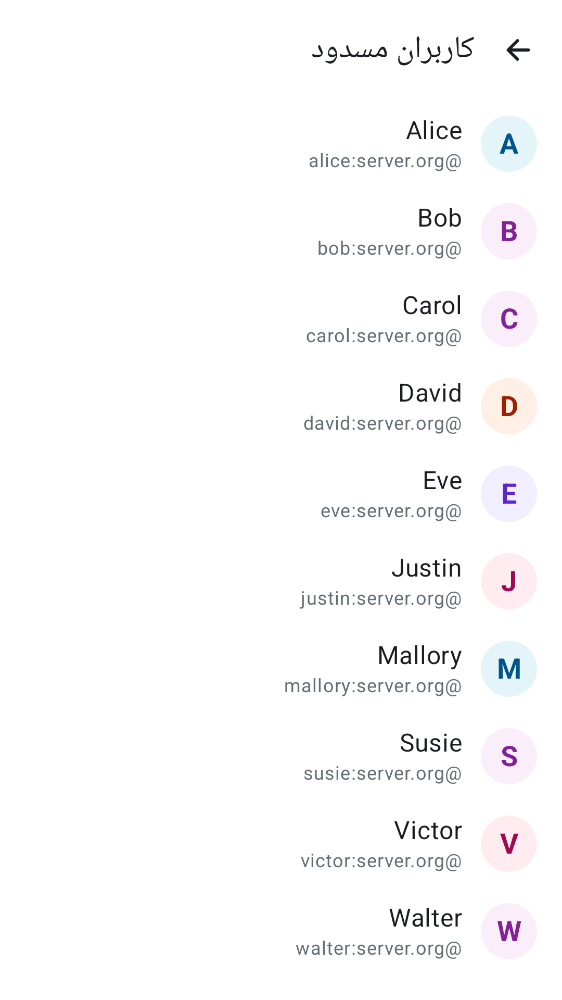 کاربران مسدود
A
Alice
alice:server.org@
B
Bob
bob:server.org@
C
Carol
carol:server.org@
D
David
david:server.org@
E
Eve
eve:server.org@
J
Justin
justin:server.org@
M
Mallory
mallory:server.org@
S
Susie
susie:server.org@
V
Victor
victor:server.org@
W
Walter
walter:server.org@